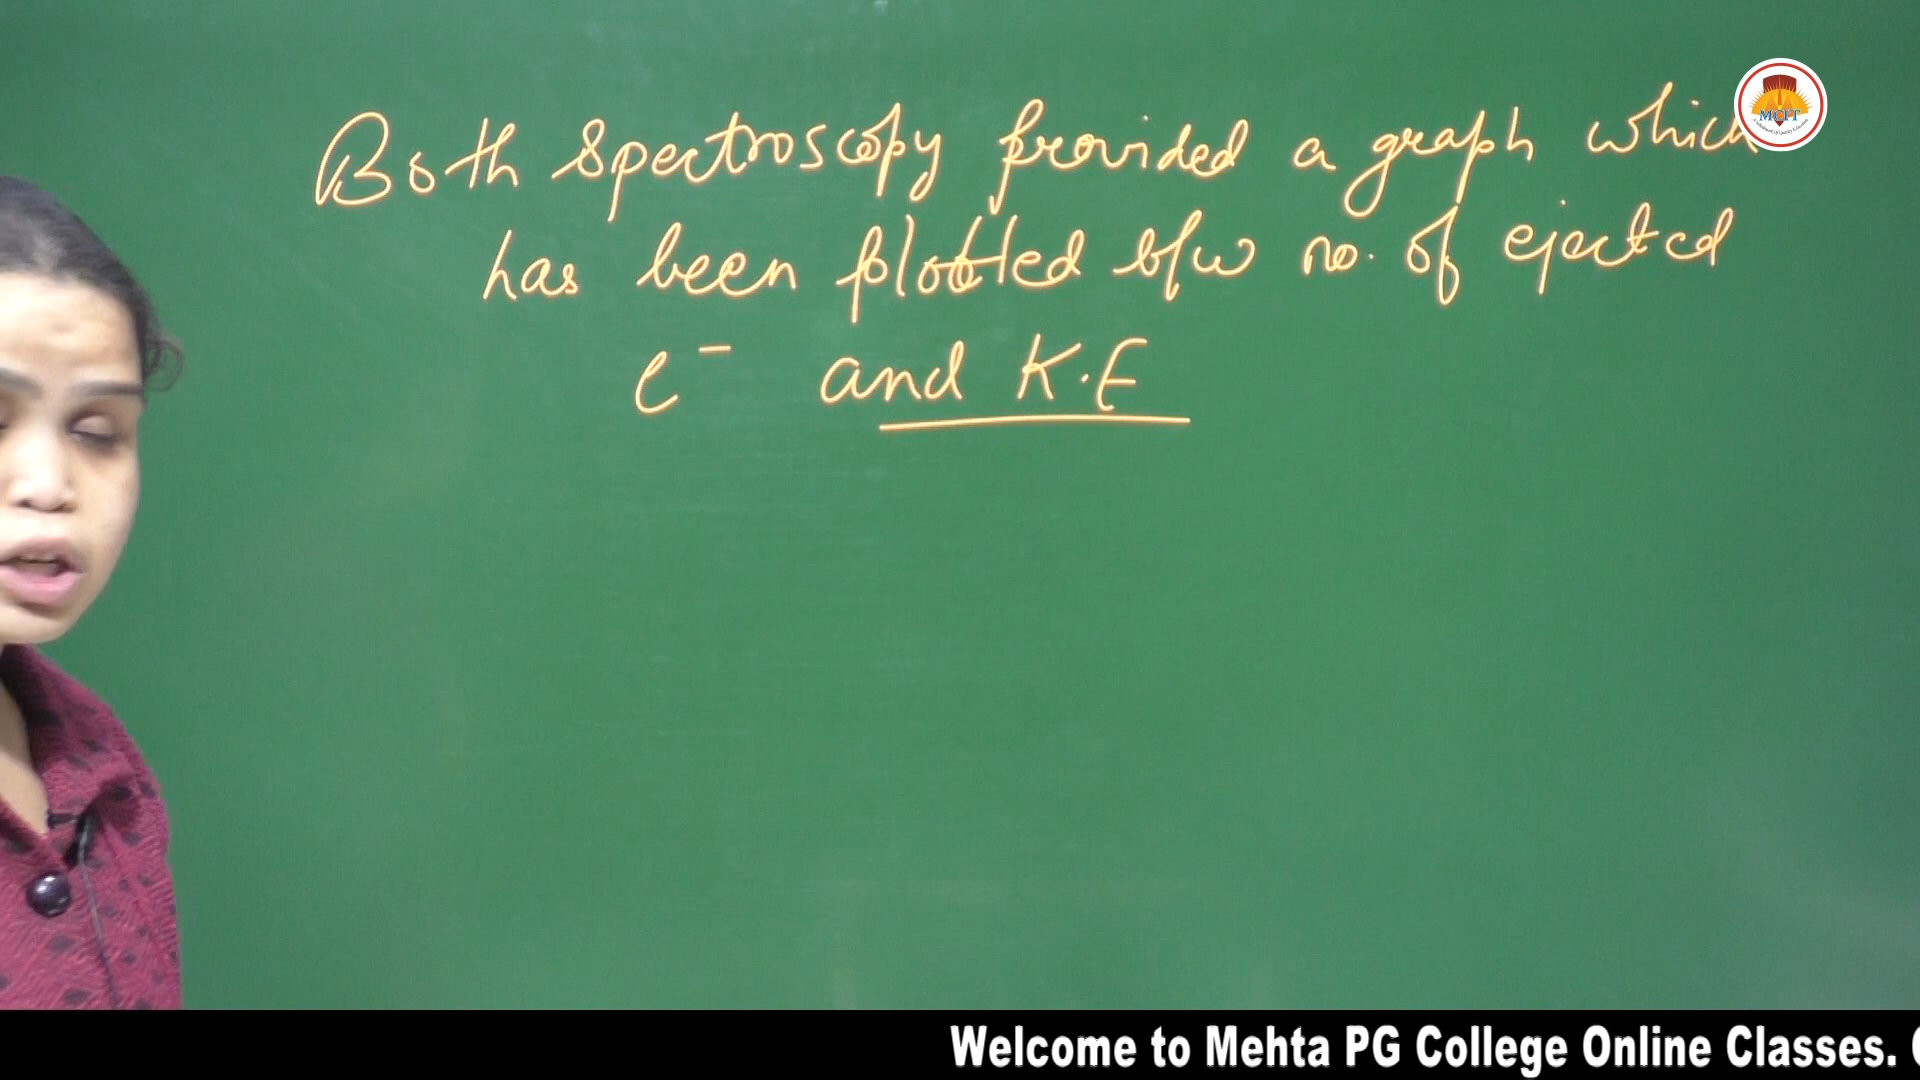 Both Spectroscopy provided a graph which
has been plotted b/w no. of ejected
e⁻ and K.E
MCPT
Welcome to Mehta PG College Online Classes.